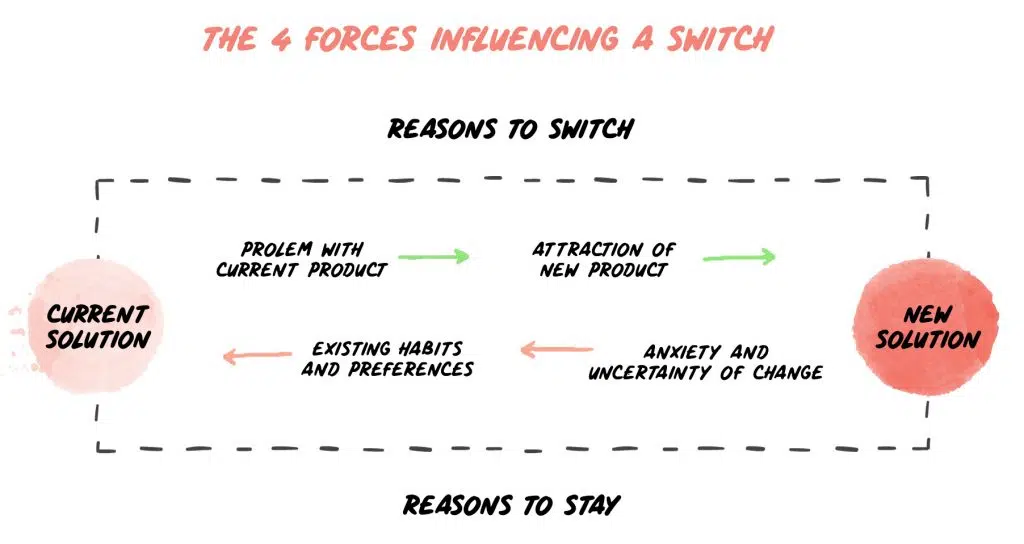 THE 4 FORCES INFLUENCING A SWITCH
REASONS TO SWITCH
PROLEM WITH
CURRENT PRODUCT
ATTRACTION OF
NEW PRODUCT
CURRENT
SOLUTION
NEW
SOLUTION
EXISTING HABITS
AND PREFERENCES
ANXIETY AND
UNCERTAINTY OF CHANGE
REASONS TO STAY